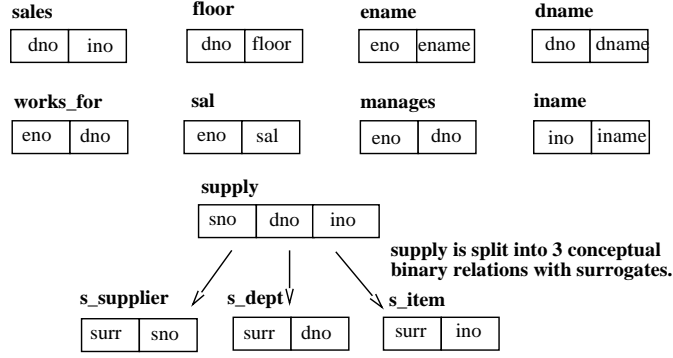 sales floor ename dname
dno ino dno floor eno ename dno dname
works_for sal manages iname
eno dno eno sal eno dno ino iname
supply
sno dno ino
supply is split into 3 conceptual
binary relations with surrogates.
s_supplier s_dept s_item
surr sno surr dno surr ino